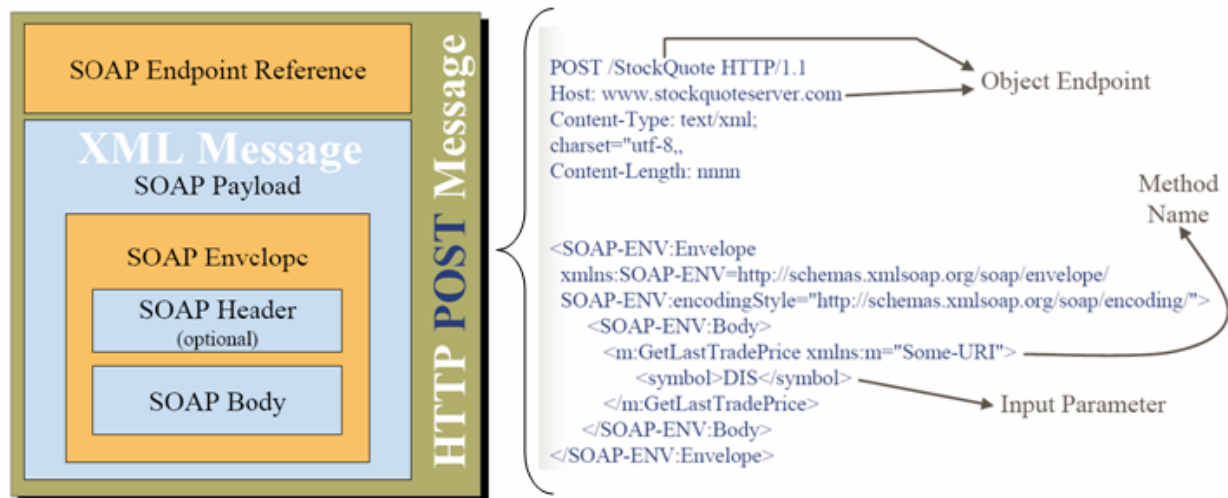 SOAP Endpoint Reference
XML Message
SOAP Payload
SOAP Envelope
SOAP Header
(optional)
SOAP Body
HTTP POST Message
POST /StockQuote HTTP/1.1
Host: www.stockquoteserver.com
Content-Type: text/xml;
charset="utf-8,,
Content-Length: nnnn
Object Endpoint
Method
Name
<SOAP-ENV:Envelope
xmlns:SOAP-ENV=http://schemas.xmlsoap.org/soap/envelope/
SOAP-ENV:encodingStyle="http://schemas.xmlsoap.org/soap/encoding/">
<SOAP-ENV:Body>
<m:GetLastTradePrice xmlns:m="Some-URI">
<symbol>DIS</symbol>
</m:GetLastTradePrice>
</SOAP-ENV:Body>
</SOAP-ENV:Envelope>
Input Parameter